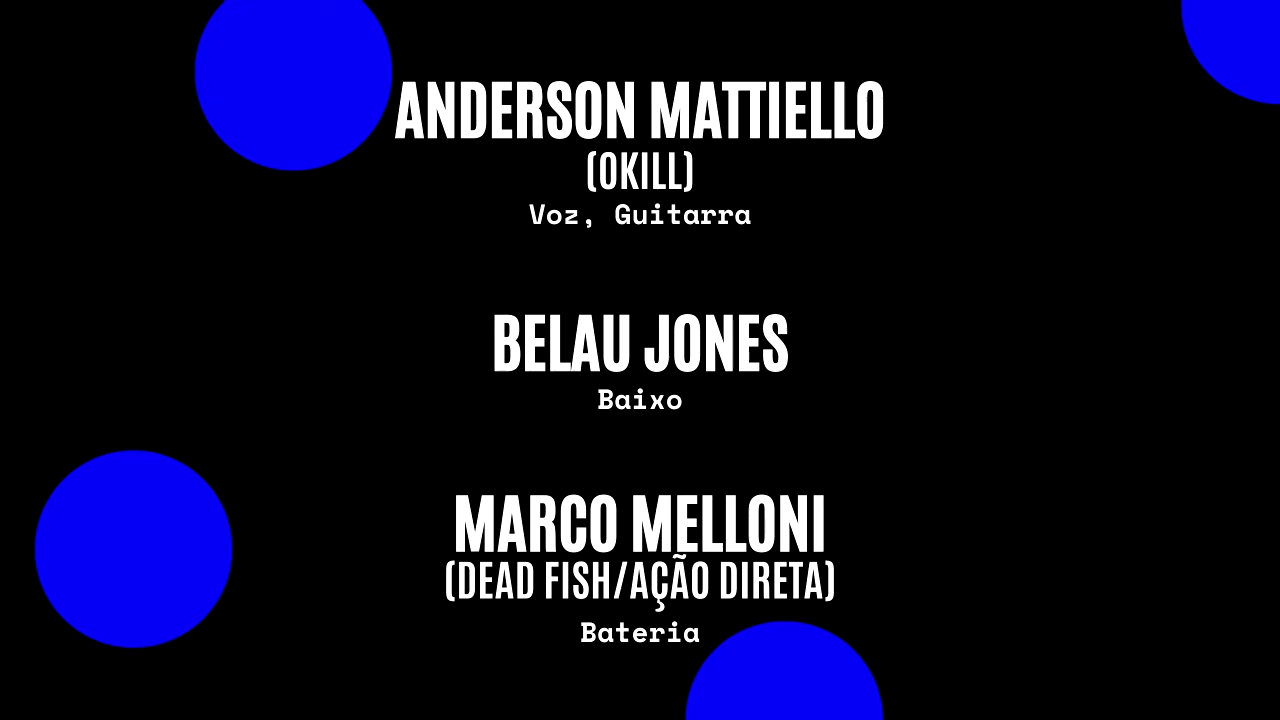 ANDERSON MATTIELLO
(OKILL)
Voz, Guitarra
BELAU JONES
Baixo
MARCO MELLONI
(DEAD FISH/AÇÃO DIRETA)
Bateria